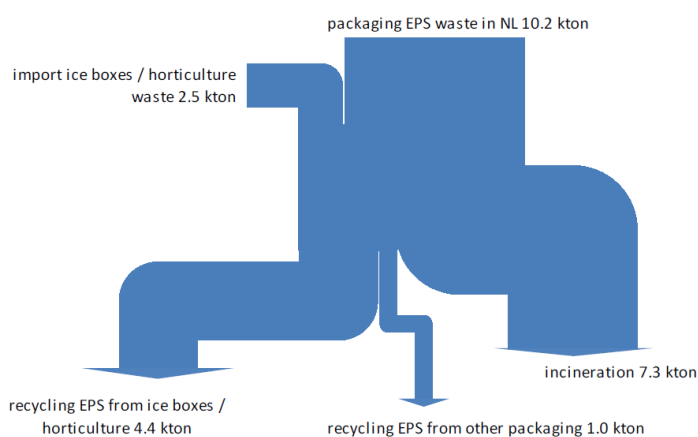 packaging EPS waste in NL 10.2 kton
import ice boxes / horticulture
waste 2.5 kton
incineration 7.3 kton
recycling EPS from ice boxes /
horticulture 4.4 kton
recycling EPS from other packaging 1.0 kton